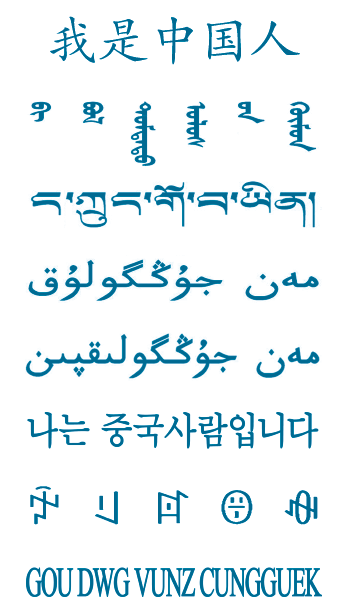 我是中国人
ང་ཀྲུང་གོ་བ་ཡིན།
مەن جۇڭگولۇق
مەن جۇڭگولىقپىن
나는 중국사람입니다
GOU DWG VUNZ CUNGGUEK